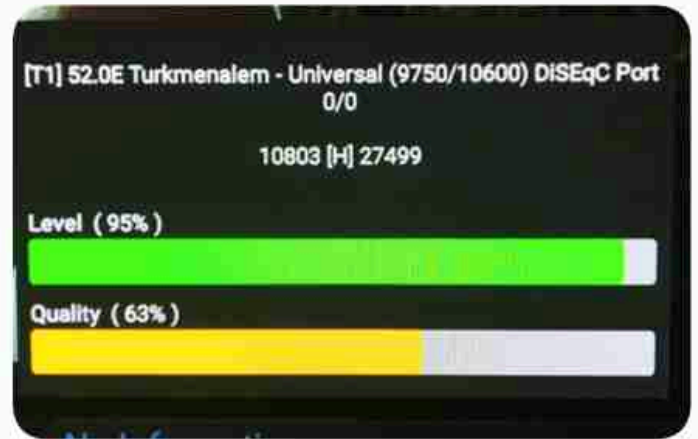 [T1] 52.0E Turkmenalem - Universal (9750/10600) DiSEqC Port
0/0
10803 [H] 27499
Level ( 95% )
Quality ( 63% )